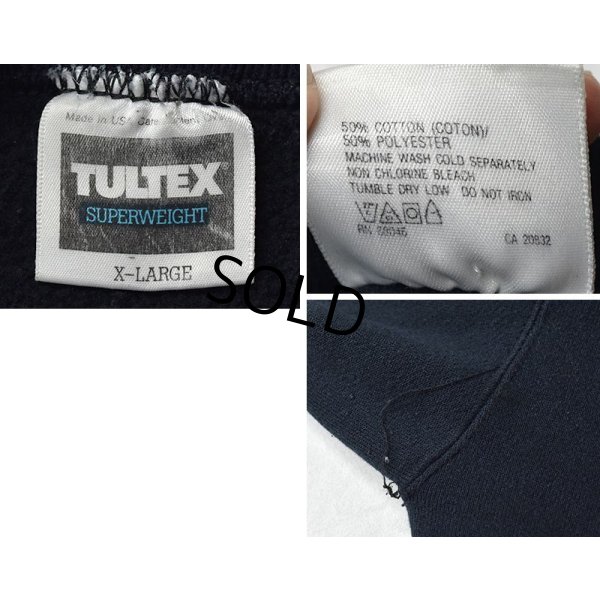 Made in USA
TULTEX
SUPERWEIGHT
X-LARGE
50% COTTON (COTON)/
50% POLYESTER
MACHINE WASH COLD SEPARATELY
NON CHLORINE BLEACH
TUMBLE DRY LOW DO NOT IRON
CA 20832
SOLD